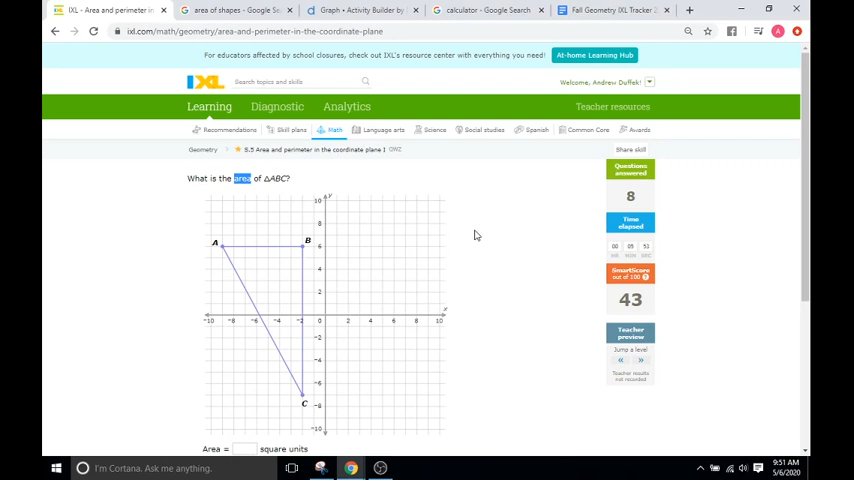 IXL - Area and perimeter in
area of shapes - Google Se
Graph • Activity Builder by
calculator - Google Search
Fall Geometry IXL Tracker 2
ixl.com/math/geometry/area-and-perimeter-in-the-coordinate-plane
A
For educators affected by school closures, check out IXL's resource center with everything you need!
At-home Learning Hub
IXL
Search topics and skills
Welcome, Andrew Duffek!
Learning
Diagnostic
Analytics
Teacher resources
Recommendations
Skill plans
Math
Language arts
Science
Social studies
Spanish
Common Core
Awards
Geometry
S.5 Area and perimeter in the coordinate plane I
GWZ
Share skill
What is the area of △ABC?
Questions answered
8
Time elapsed
00 05 53
HR MIN SEC
SmartScore
out of 100
43
Teacher preview
Jump a level
Teacher results not recorded
y
10
8
A
B
6
4
2
x
-10 -8 -6 -4 -2 0 2 4 6 8 10
-2
-4
-6
C
-8
-10
Area =
square units
I'm Cortana. Ask me anything.
9:51 AM
5/6/2020